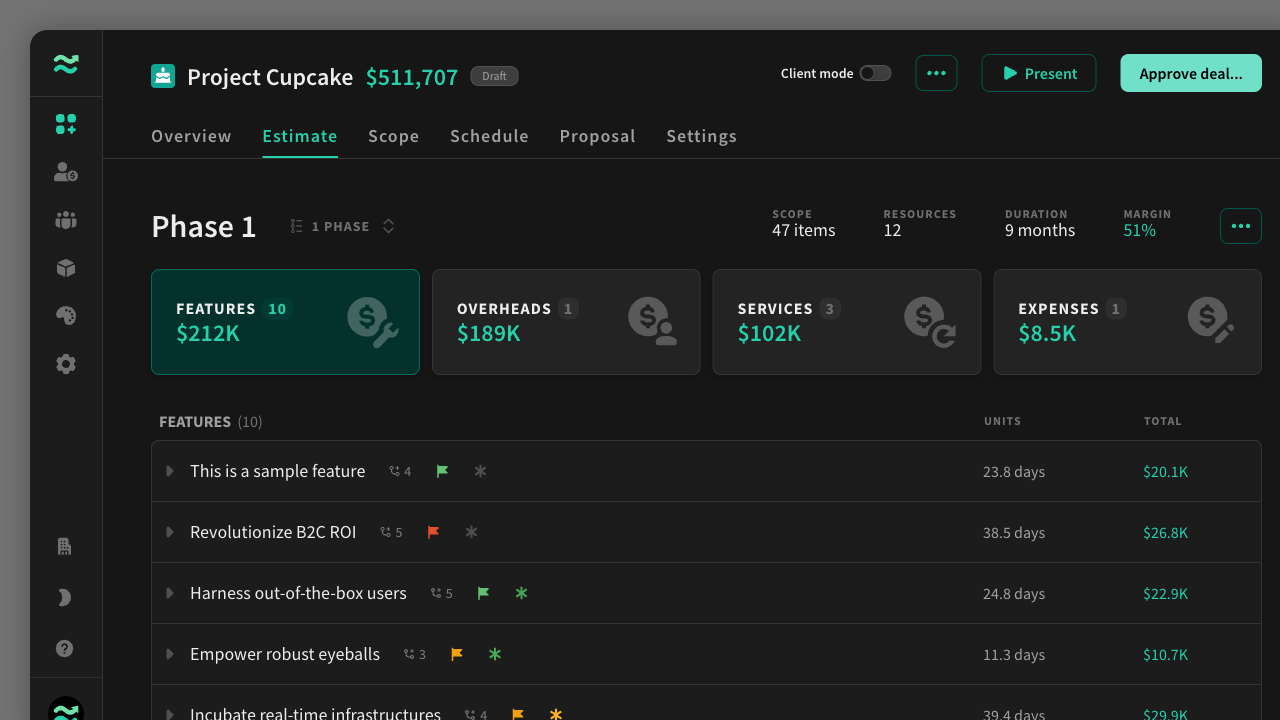 Project Cupcake $511,707 Draft
Client mode ••• Present Approve deal...
Overview Estimate Scope Schedule Proposal Settings
Phase 1 1 PHASE
SCOPE RESOURCES DURATION MARGIN
47 items 12 9 months 51%
FEATURES 10 OVERHEADS 1 SERVICES 3 EXPENSES 1
$212K $189K $102K $8.5K
FEATURES (10) UNITS TOTAL
This is a sample feature 4 23.8 days $20.1K
Revolutionize B2C ROI 5 38.5 days $26.8K
Harness out-of-the-box users 5 24.8 days $22.9K
Empower robust eyeballs 3 11.3 days $10.7K
Incubate real-time infrastructures 4 39.4 days $29.9K